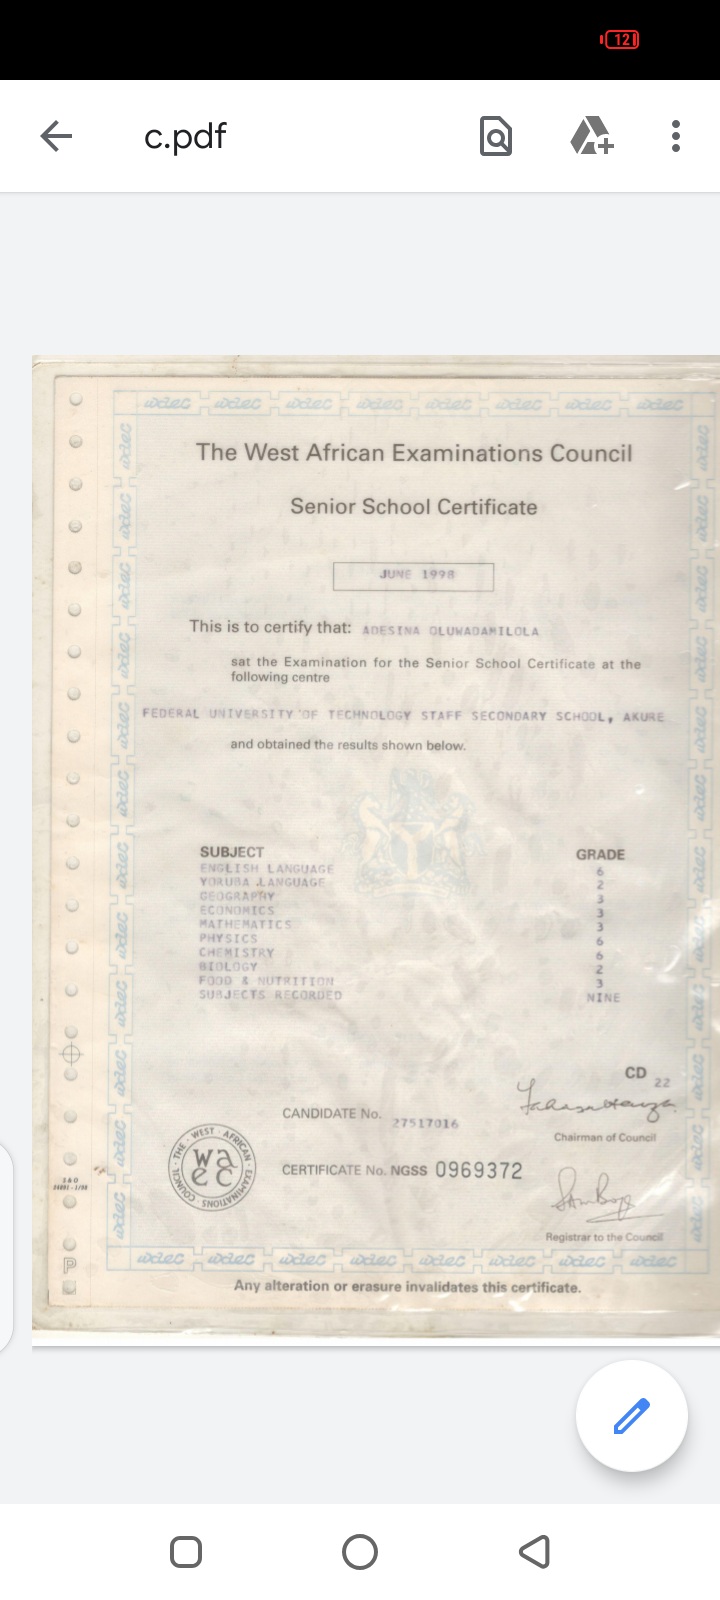 12
c.pdf
waec waec waec waec waec waec waec waec
The West African Examinations Council
Senior School Certificate
JUNE 1998
This is to certify that: ADESINA OLUWADAMILOLA
sat the Examination for the Senior School Certificate at the
following centre
FEDERAL UNIVERSITY OF TECHNOLOGY STAFF SECONDARY SCHOOL, AKURE
and obtained the results shown below.
SUBJECT GRADE
ENGLISH LANGUAGE 6
YORUBA LANGUAGE 2
GEOGRAPHY 3
ECONOMICS 3
MATHEMATICS 3
PHYSICS 6
CHEMISTRY 6
BIOLOGY 2
FOOD & NUTRITION 3
SUBJECTS RECORDED NINE
CD 22
CANDIDATE No. 27517016
Chairman of Council
THE WEST AFRICAN EXAMINATIONS COUNCIL
waec
CERTIFICATE No. NGSS 0969372
Registrar to the Council
P
waec waec waec waec waec waec waec waec
Any alteration or erasure invalidates this certificate.